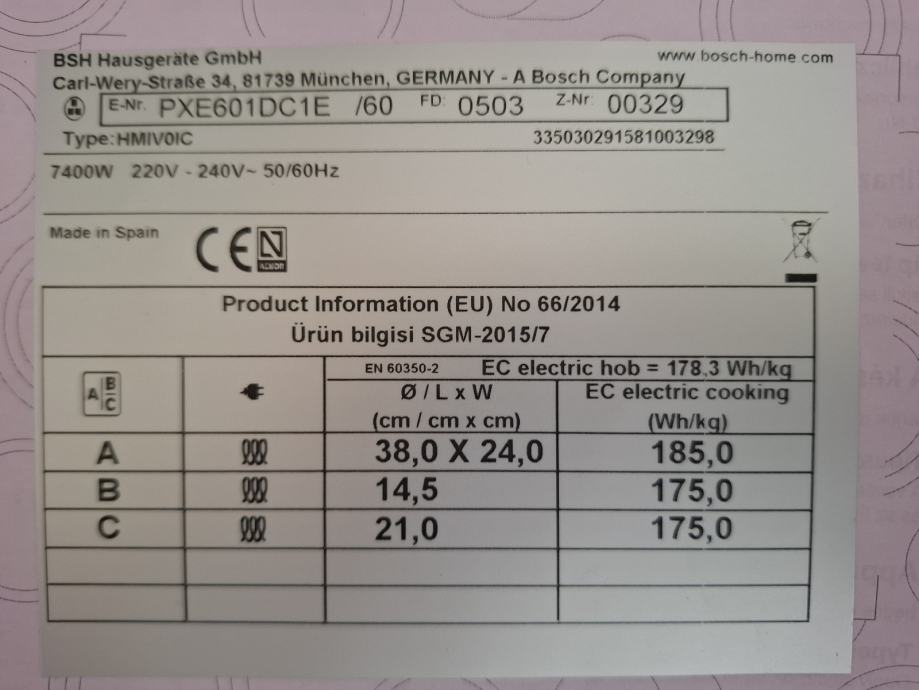 BSH Hausgeräte GmbH www.bosch-home.com
Carl-Wery-Straße 34, 81739 München, GERMANY - A Bosch Company
E-Nr. PXE601DC1E /60 FD: 0503 Z-Nr: 00329
Type: HMIV0IC 335030291581003298
7400W 220V - 240V~ 50/60Hz
Made in Spain CE N AENOR
Product Information (EU) No 66/2014
Ürün bilgisi SGM-2015/7
EN 60350-2 EC electric hob = 178,3 Wh/kg
A B C Ø / L x W EC electric cooking
(cm / cm x cm) (Wh/kg)
A 38,0 X 24,0 185,0
B 14,5 175,0
C 21,0 175,0